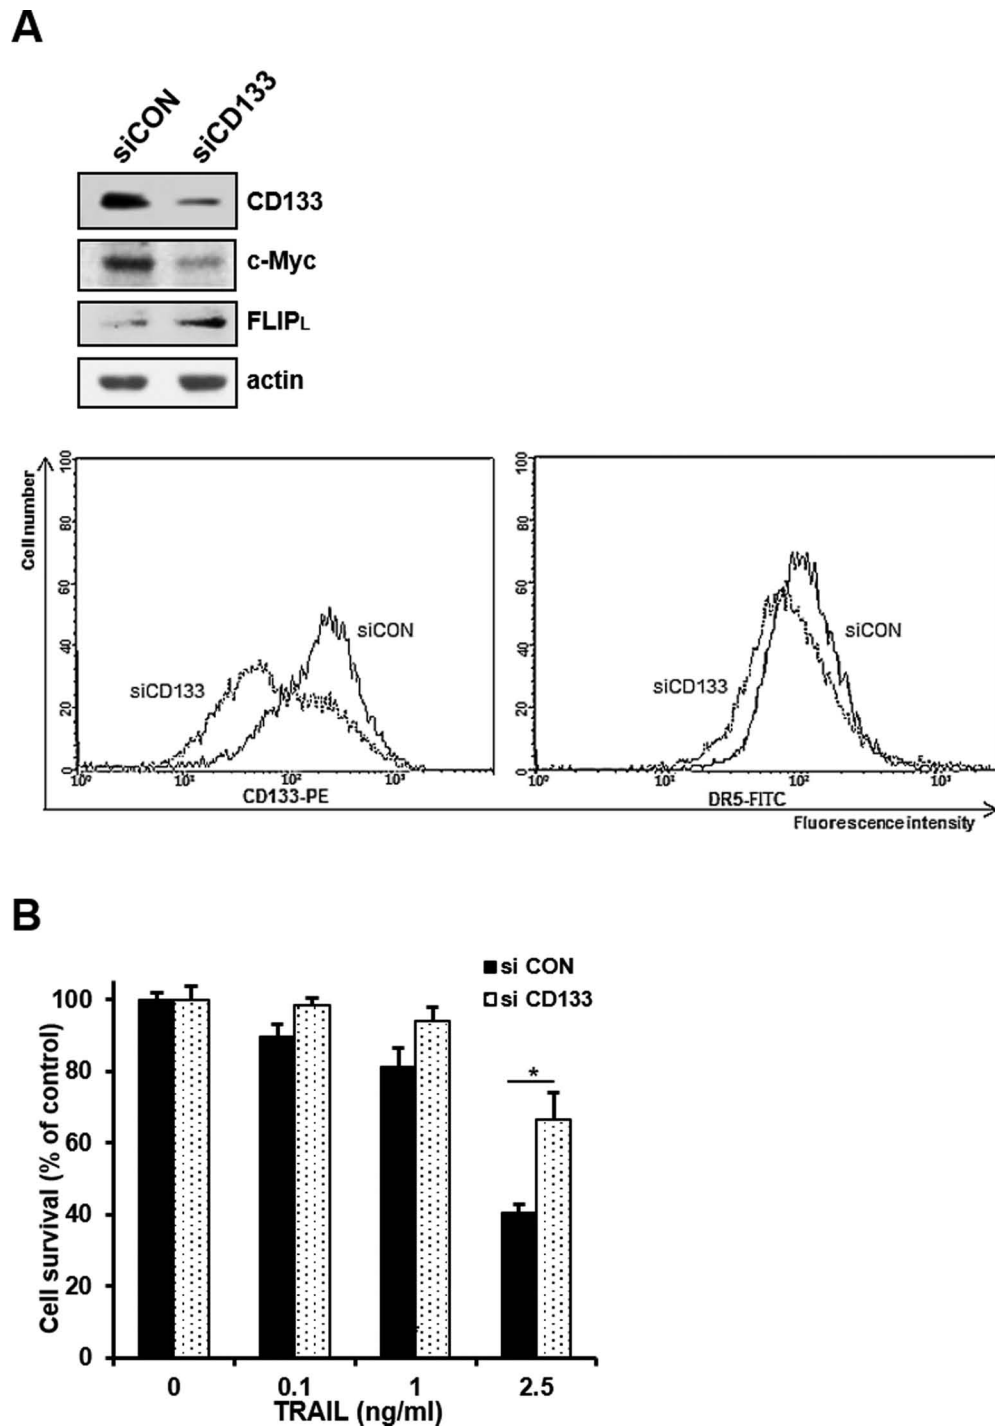 A
siCON siCD133
CD133
c-Myc
FLIPL
actin
Cell number
100
80
60
40
20
0
siCON
siCD133
10⁰ 10¹ 10² 10³
CD133-PE
100
80
60
40
20
0
siCON
siCD133
10⁰ 10¹ 10² 10³
DR5-FITC
Fluorescence intensity
B
si CON
si CD133
Cell survival (% of control)
100
80
60
40
20
0
*
0 0.1 1 2.5
TRAIL (ng/ml)